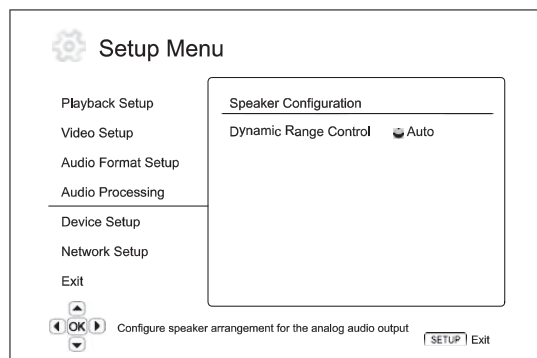 Setup Menu
Playback Setup
Video Setup
Audio Format Setup
Audio Processing
Device Setup
Network Setup
Exit
Speaker Configuration
Dynamic Range Control Auto
OK
Configure speaker arrangement for the analog audio output
SETUP Exit